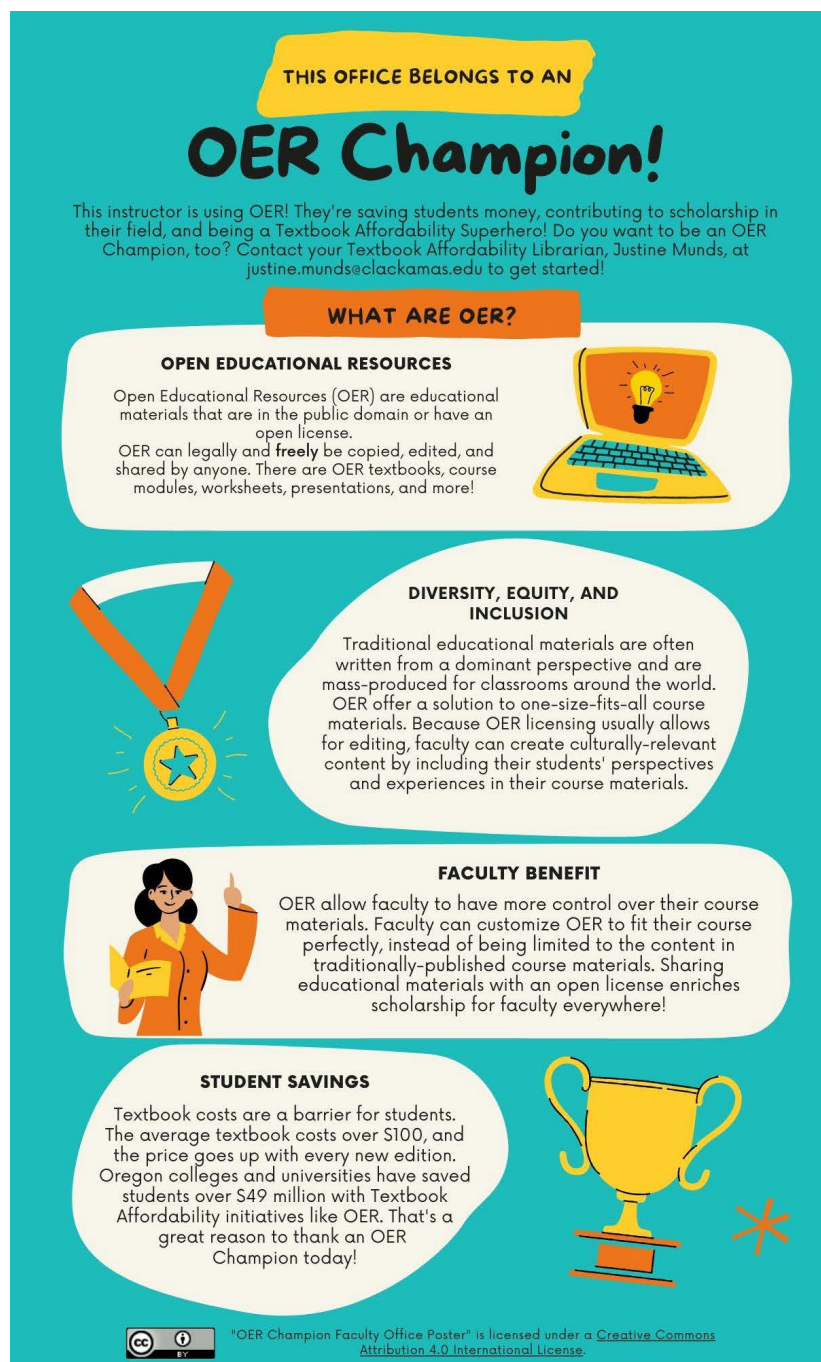 THIS OFFICE BELONGS TO AN
OER Champion!
This instructor is using OER! They're saving students money, contributing to scholarship in
their field, and being a Textbook Affordability Superhero! Do you want to be an OER
Champion, too? Contact your Textbook Affordability Librarian, Justine Munds, at
justine.munds@clackamas.edu to get started!
WHAT ARE OER?
OPEN EDUCATIONAL RESOURCES
Open Educational Resources (OER) are educational
materials that are in the public domain or have an
open license.
OER can legally and freely be copied, edited, and
shared by anyone. There are OER textbooks, course
modules, worksheets, presentations, and more!
DIVERSITY, EQUITY, AND
INCLUSION
Traditional educational materials are often
written from a dominant perspective and are
mass-produced for classrooms around the world.
OER offer a solution to one-size-fits-all course
materials. Because OER licensing usually allows
for editing, faculty can create culturally-relevant
content by including their students' perspectives
and experiences in their course materials.
FACULTY BENEFIT
OER allow faculty to have more control over their course
materials. Faculty can customize OER to fit their course
perfectly, instead of being limited to the content in
traditionally-published course materials. Sharing
educational materials with an open license enriches
scholarship for faculty everywhere!
STUDENT SAVINGS
Textbook costs are a barrier for students.
The average textbook costs over $100, and
the price goes up with every new edition.
Oregon colleges and universities have saved
students over $49 million with Textbook
Affordability initiatives like OER. That's a
great reason to thank an OER
Champion today!
cc
BY
"OER Champion Faculty Office Poster" is licensed under a Creative Commons
Attribution 4.0 International License.